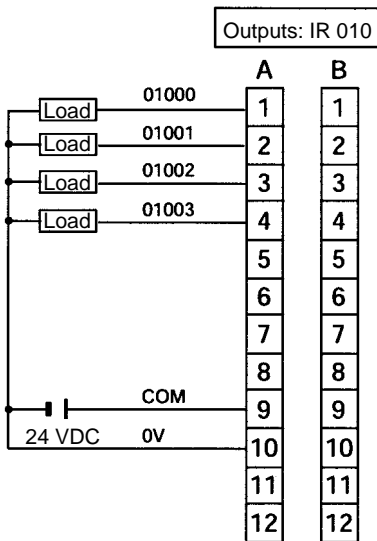 Outputs: IR 010
A B
01000 1 1
Load
01001 2 2
Load
01002 3 3
Load
01003 4 4
Load
5 5
6 6
7 7
8 8
COM 9 9
24 VDC 0V 10 10
11 11
12 12